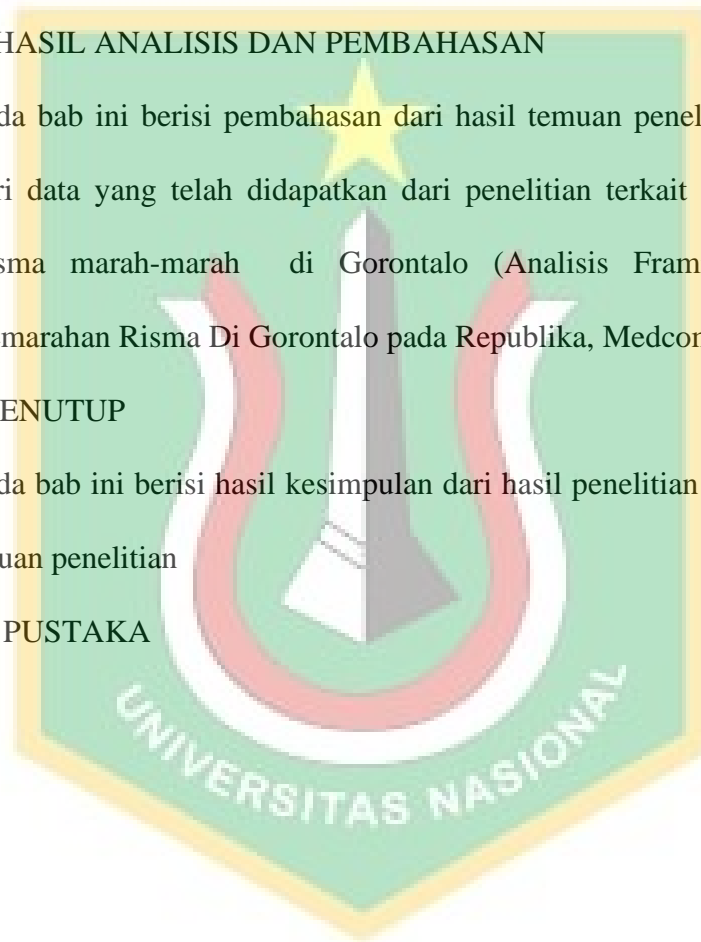 HASIL ANALISIS DAN PEMBAHASAN
da bab ini berisi pembahasan dari hasil temuan penel
ri data yang telah didapatkan dari penelitian terkait
sma marah-marah di Gorontalo (Analisis Fram
marahan Risma Di Gorontalo pada Republika, Medcon
ENUTUP
da bab ini berisi hasil kesimpulan dari hasil penelitian
uan penelitian
PUSTAKA
UNIVERSITAS NASIONAL